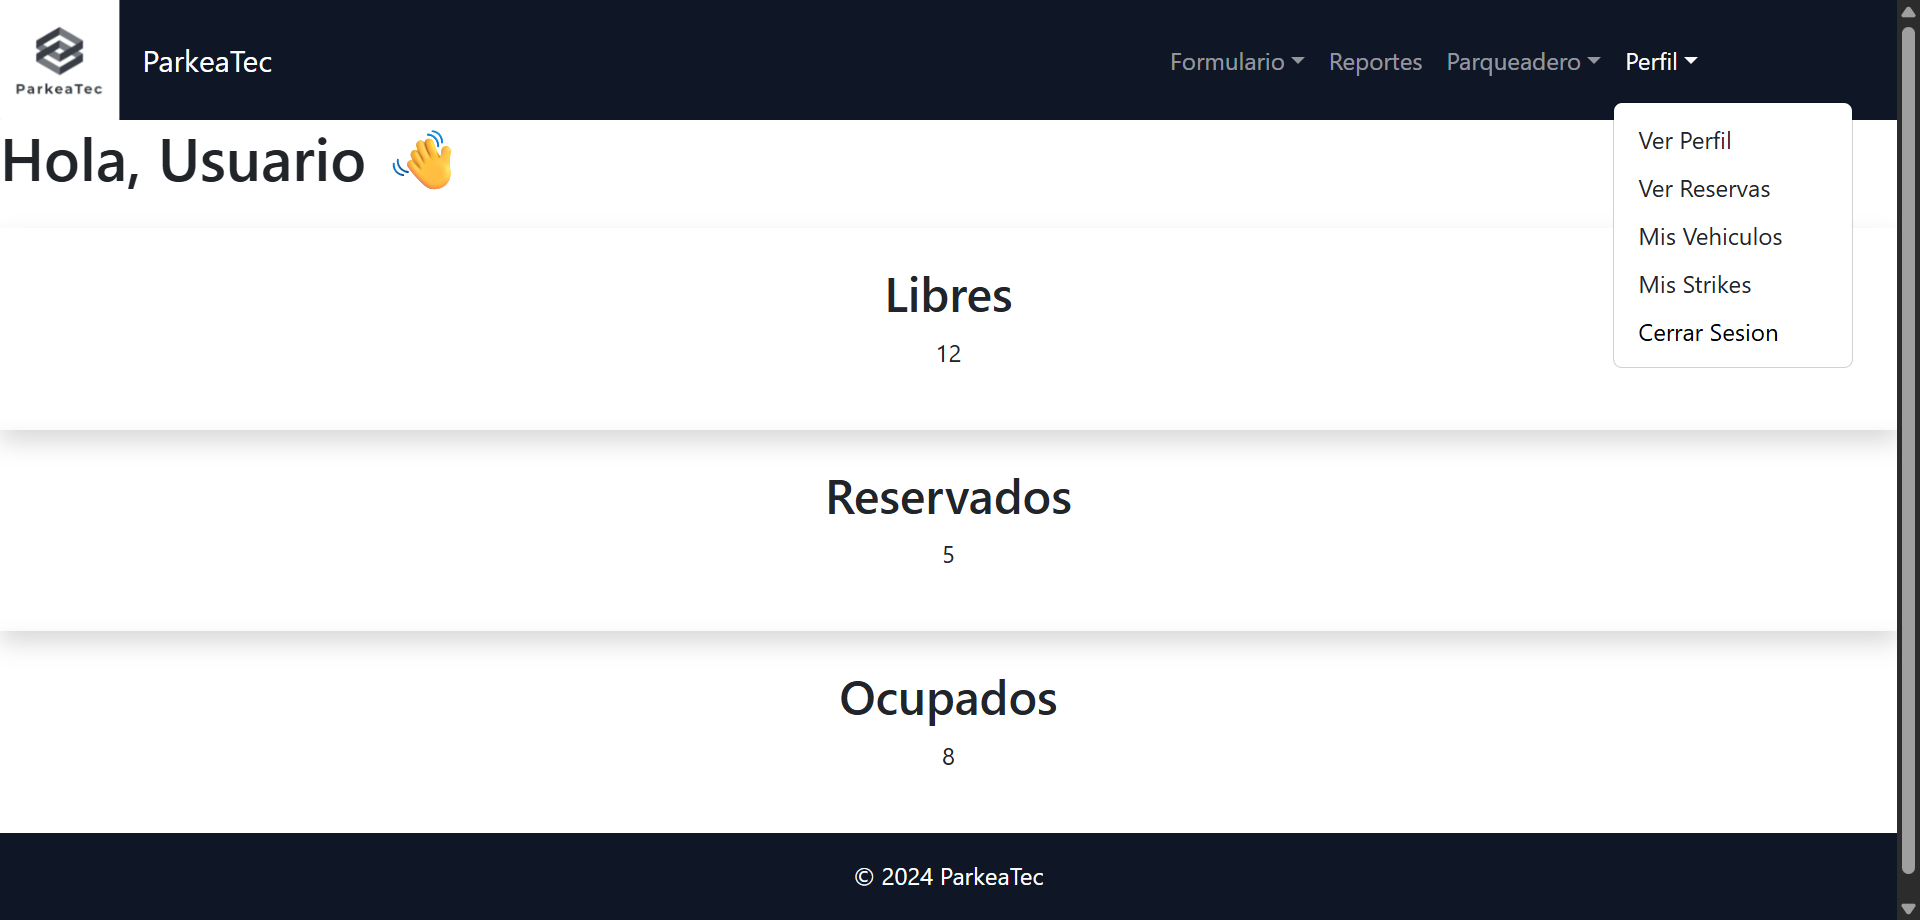 ParkeaTec
ParkeaTec
Formulario
Reportes
Parqueadero
Perfil
Ver Perfil
Ver Reservas
Mis Vehiculos
Mis Strikes
Cerrar Sesion
Hola, Usuario 👋
Libres
12
Reservados
5
Ocupados
8
© 2024 ParkeaTec